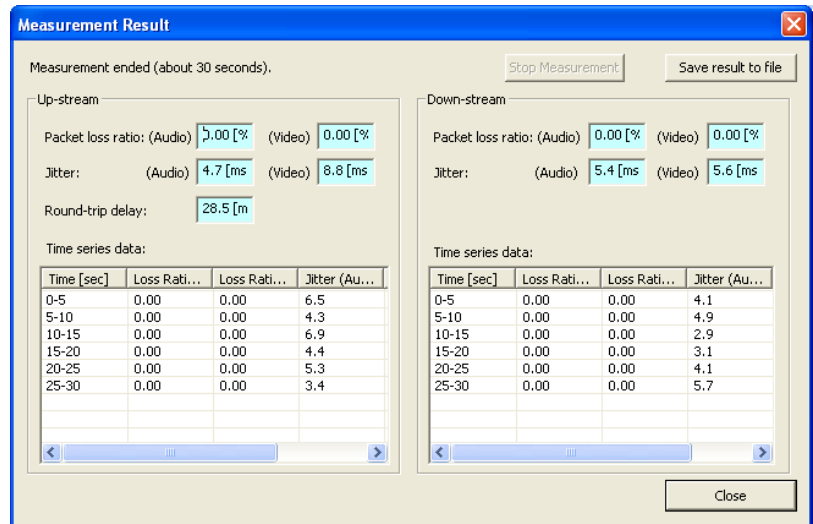 Measurement Result
Measurement ended (about 30 seconds).
Stop Measurement
Save result to file
Up-stream
Packet loss ratio: (Audio) 0.00 [% (Video) 0.00 [%
Jitter: (Audio) 4.7 [ms (Video) 8.8 [ms
Round-trip delay: 28.5 [m
Time series data:
Time [sec] Loss Rati... Loss Rati... Jitter (Au...
0-5 0.00 0.00 6.5
5-10 0.00 0.00 4.3
10-15 0.00 0.00 6.9
15-20 0.00 0.00 4.4
20-25 0.00 0.00 5.3
25-30 0.00 0.00 3.4
Down-stream
Packet loss ratio: (Audio) 0.00 [% (Video) 0.00 [%
Jitter: (Audio) 5.4 [ms (Video) 5.6 [ms
Time series data:
Time [sec] Loss Rati... Loss Rati... Jitter (Au...
0-5 0.00 0.00 4.1
5-10 0.00 0.00 4.9
10-15 0.00 0.00 2.9
15-20 0.00 0.00 3.1
20-25 0.00 0.00 4.1
25-30 0.00 0.00 5.7
Close